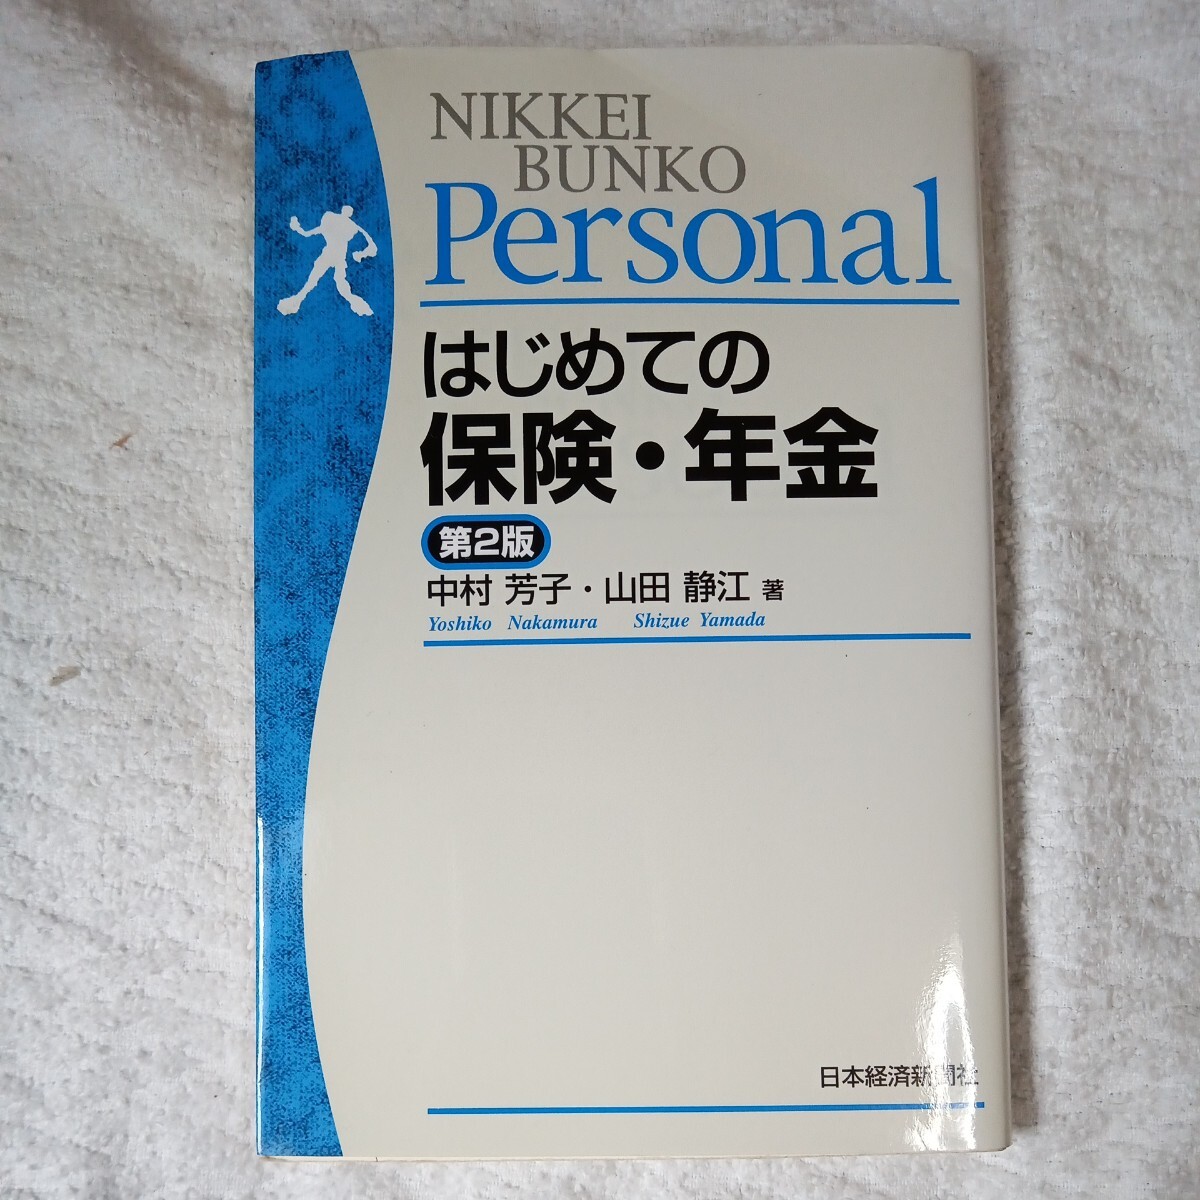 NIKKEI
BUNKO
Personal
はじめての
保険・年金
第2版
中村 芳子・山田 静江 著
Yoshiko Nakamura Shizue Yamada
日本経済新聞社